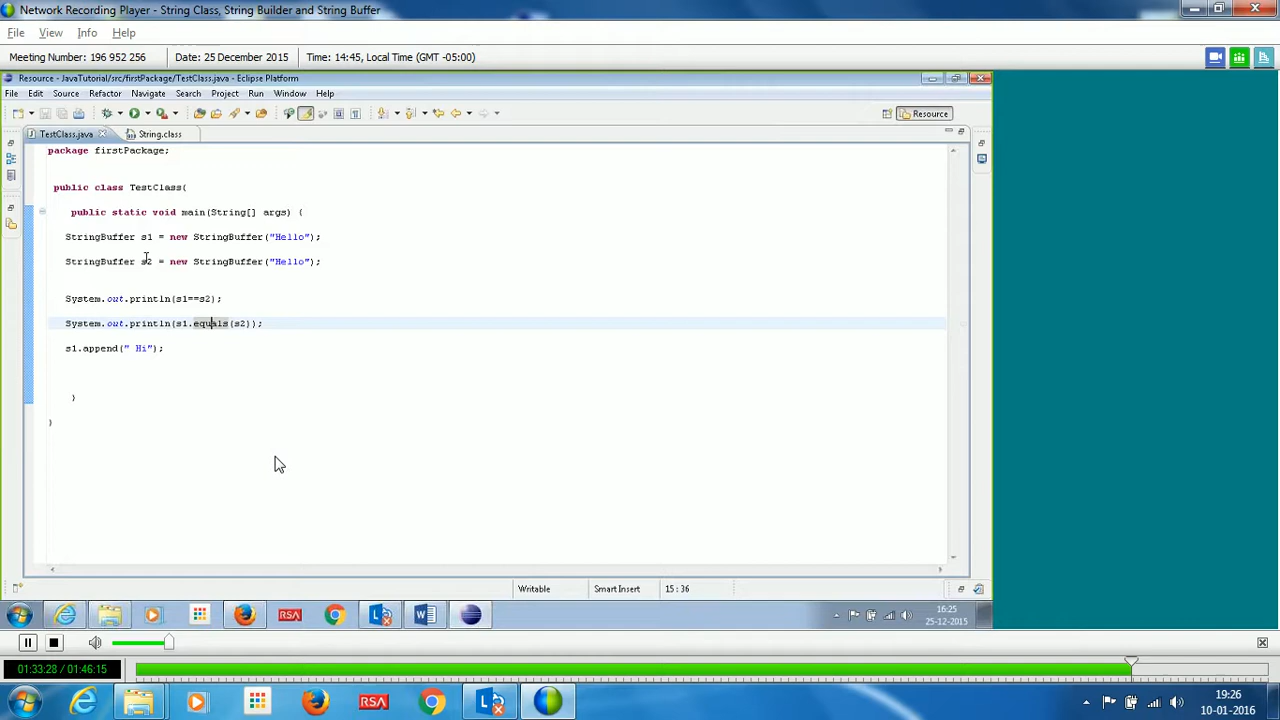 Network Recording Player - String Class, String Builder and String Buffer
File View Info Help
Meeting Number: 196 952 256 Date: 25 December 2015 Time: 14:45, Local Time (GMT -05:00)
Resource - JavaTutorial/src/firstPackage/TestClass.java - Eclipse Platform
File Edit Source Refactor Navigate Search Project Run Window Help
Resource
TestClass.java String.class
package firstPackage;
public class TestClass{
public static void main(String[] args) {
StringBuffer s1 = new StringBuffer("Hello");
StringBuffer s2 = new StringBuffer("Hello");
System.out.println(s1==s2);
System.out.println(s1.equals(s2));
s1.append(" Hi");
}
}
Writable Smart Insert 15 : 36
RSA
16:25
25-12-2015
01:33:28 / 01:46:15
RSA
19:26
10-01-2016